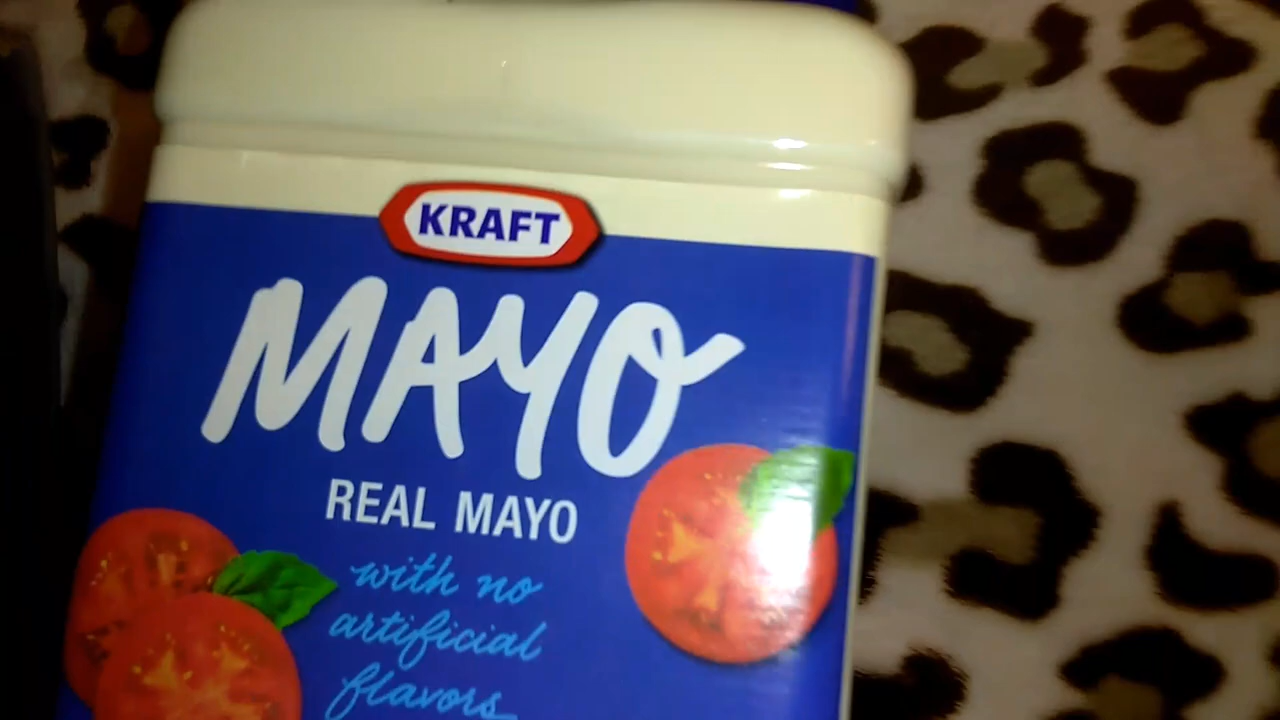 KRAFT
MAYO
REAL MAYO
with no
artificial
flavors